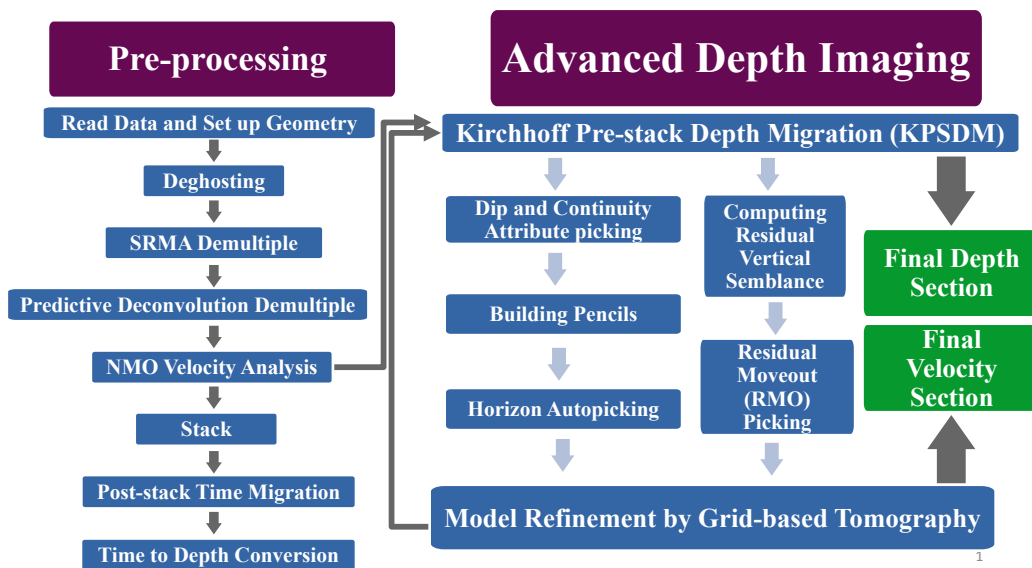 Pre-processing
Read Data and Set up Geometry
Deghosting
SRMA Demultiple
Predictive Deconvolution Demultiple
NMO Velocity Analysis
Stack
Post-stack Time Migration
Time to Depth Conversion
Advanced Depth Imaging
Kirchhoff Pre-stack Depth Migration (KPSDM)
Dip and Continuity
Attribute picking
Building Pencils
Horizon Autopicking
Computing
Residual
Vertical
Semblance
Residual
Moveout
(RMO)
Picking
Final Depth
Section
Final
Velocity
Section
Model Refinement by Grid-based Tomography
1